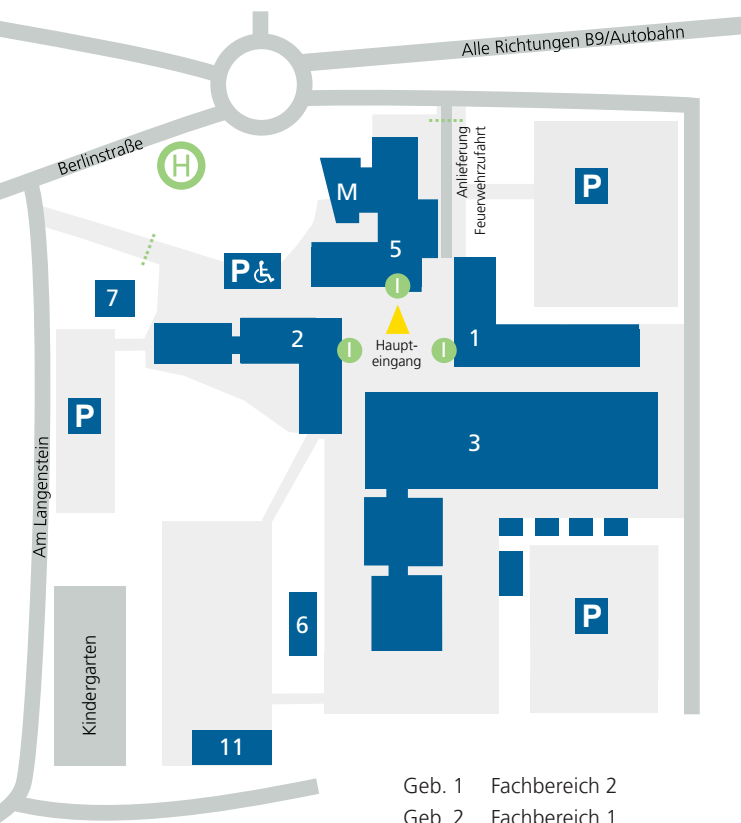 Alle Richtungen B9/Autobahn
Berlinstraße
H
Anlieferung
Feuerwehrzufahrt
P
M
5
P
7
I
2
I
Haupt-
eingang
I
1
P
3
Am Langenstein
P
6
Kindergarten
11
Geb. 1 Fachbereich 2
Geb. 2 Fachbereich 1